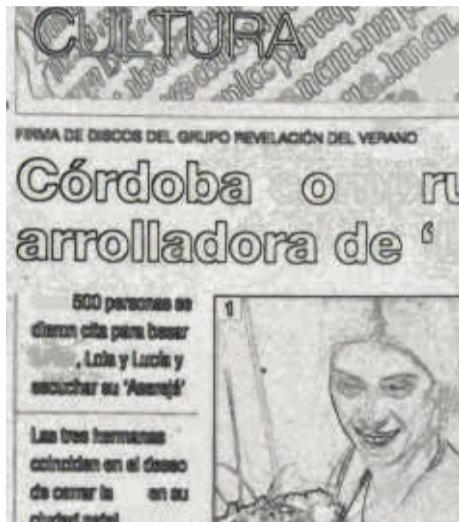 CULTURA
FIRMA DE DISCOS DEL GRUPO REVELACIÓN DEL VERANO
Córdoba o ru
arrolladora de ‘
500 personas se
dieron cita para besar
, Lola y Lucía y
escuchar su 'Aserejé'
1
Las tres hermanas
coinciden en el deseo
de cerrar la en su
ciudad natal